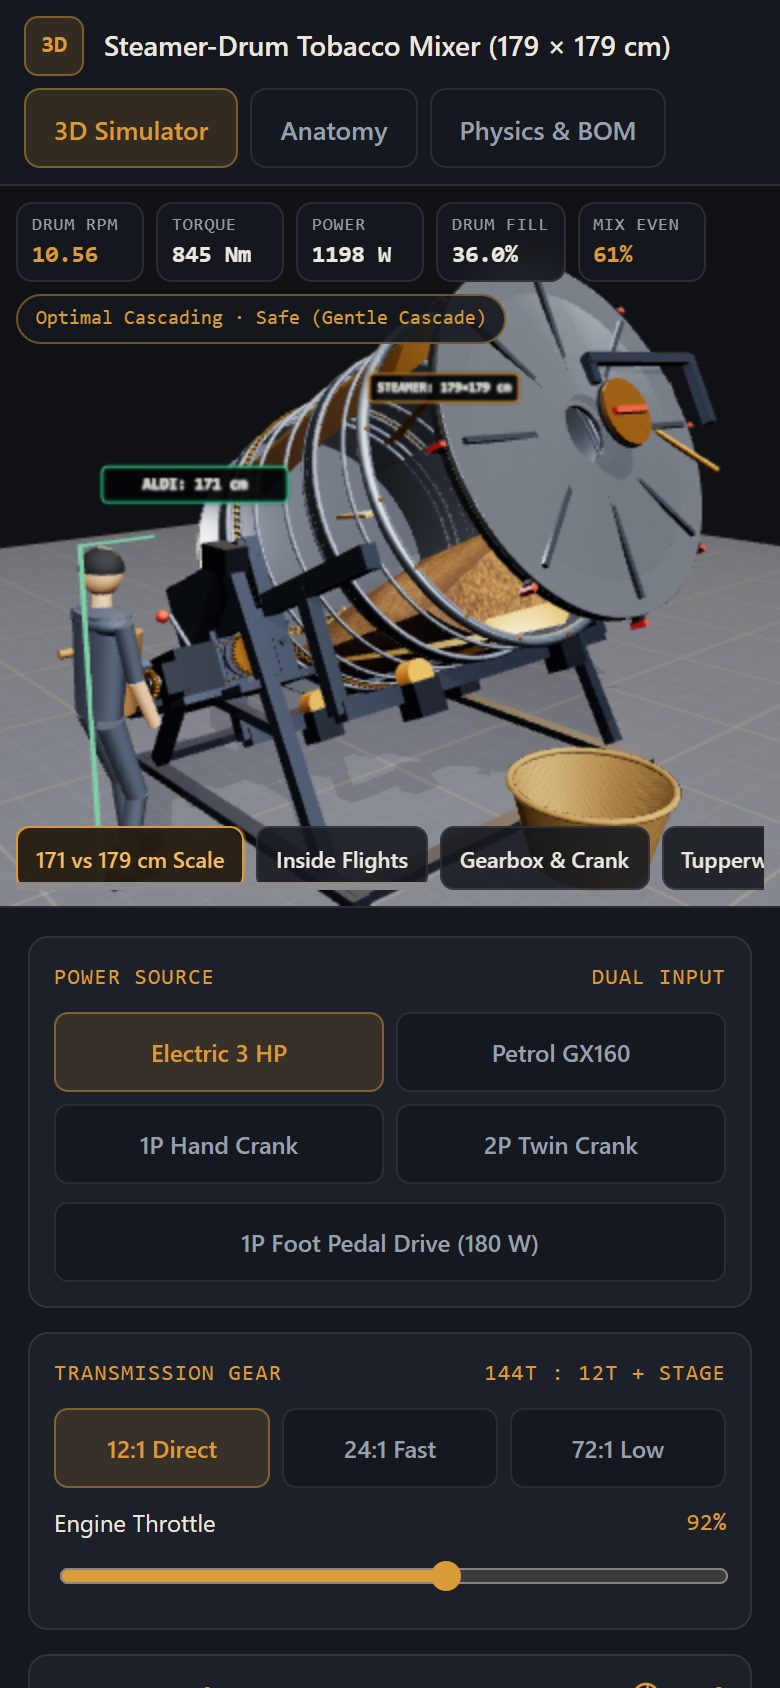 3D
Steamer-Drum Tobacco Mixer (179 × 179 cm)
3D Simulator
Anatomy
Physics & BOM
DRUM RPM
10.56
TORQUE
845 Nm
POWER
1198 W
DRUM FILL
36.0%
MIX EVEN
61%
Optimal Cascading · Safe (Gentle Cascade)
STEAMER: 179×179 cm
ALDI: 171 cm
171 vs 179 cm Scale
Inside Flights
Gearbox & Crank
Tupperw
POWER SOURCE
DUAL INPUT
Electric 3 HP
Petrol GX160
1P Hand Crank
2P Twin Crank
1P Foot Pedal Drive (180 W)
TRANSMISSION GEAR
144T : 12T + STAGE
12:1 Direct
24:1 Fast
72:1 Low
Engine Throttle
92%